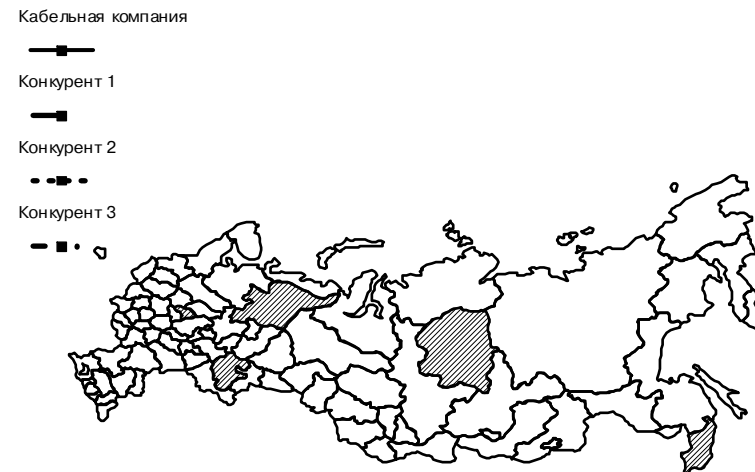 Кабельная компания
Конкурент 1
Конкурент 2
Конкурент 3